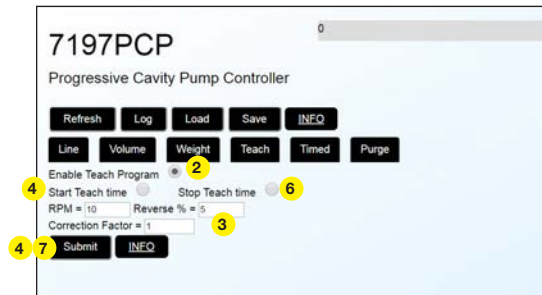 7197PCP
0
Progressive Cavity Pump Controller
Refresh Log Load Save INFO
Line Volume Weight Teach Timed Purge
Enable Teach Program 2
4 Start Teach time Stop Teach time 6
RPM = 10 Reverse % = 5
Correction Factor = 1 3
4 7 Submit INFO